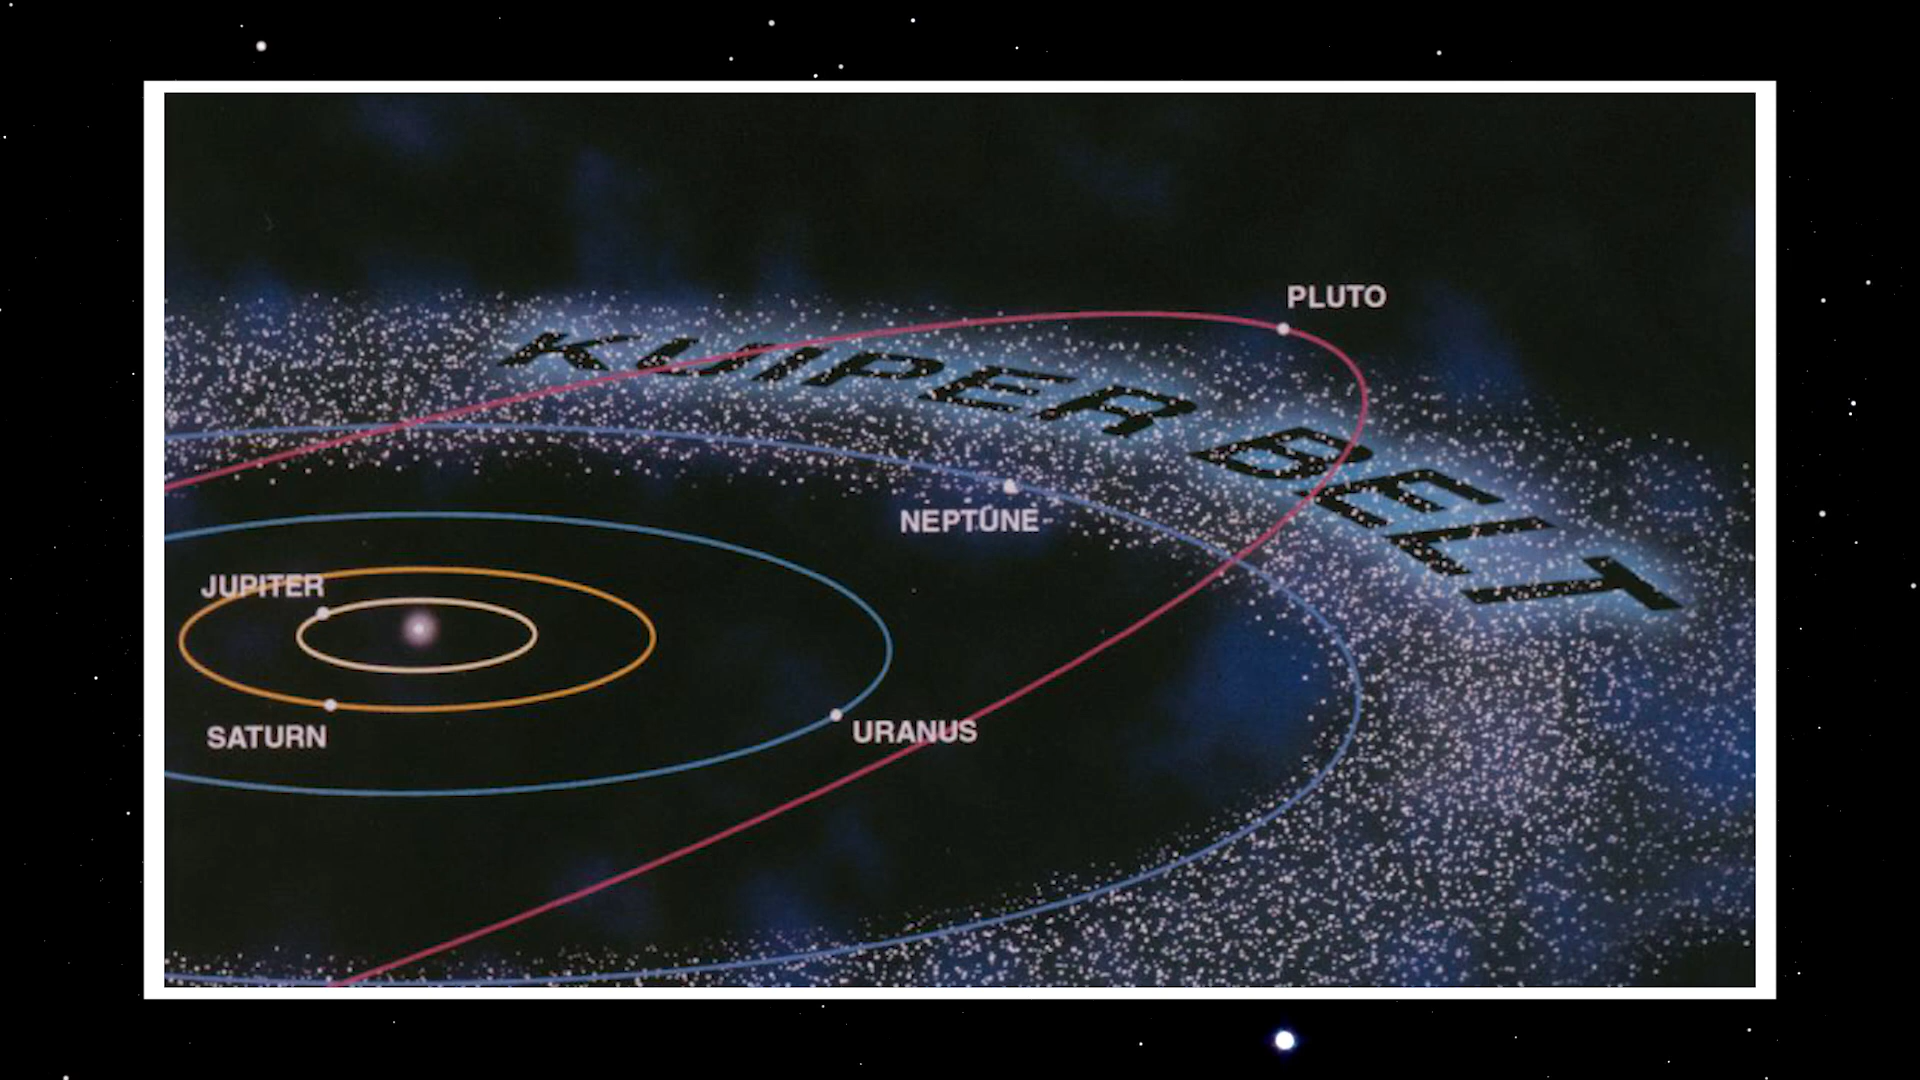 PLUTO
KUIPER BELT
NEPTUNE
JUPITER
SATURN
URANUS